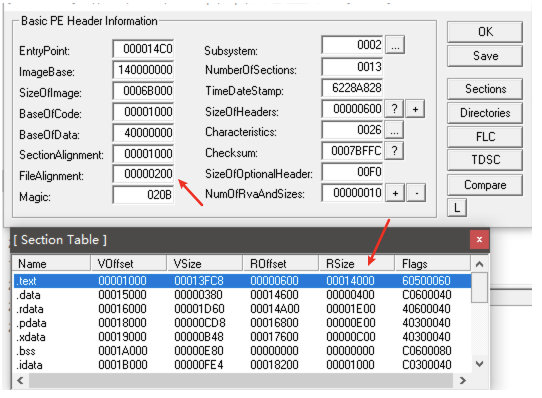 Basic PE Header Information
EntryPoint: 000014C0 Subsystem: 0002 ... OK
ImageBase: 140000000 NumberOfSections: 0013 Save
SizeOfImage: 0006B000 TimeDateStamp: 6228A828 Sections
BaseOfCode: 00001000 SizeOfHeaders: 00000600 ? + Directories
BaseOfData: 40000000 Characteristics: 0026 ... FLC
SectionAlignment: 00001000 Checksum: 0007BFFC ? TDSC
FileAlignment: 00000200 SizeOfOptionalHeader: 00F0 Compare
Magic: 020B NumOfRvaAndSizes: 00000010 + - L
[ Section Table ] x
Name VOffset VSize ROffset RSize Flags
.text 00001000 00013FC8 00000600 00014000 60500060
.data 00015000 00000380 00014600 00000400 C0600040
.rdata 00016000 00001D60 00014A00 00001E00 40600040
.pdata 00018000 00000CD8 00016800 00000E00 40300040
.xdata 00019000 00000B48 00017600 00000C00 40300040
.bss 0001A000 00000E80 00000000 00000000 C0600080
.idata 0001B000 00000FE4 00018200 00001000 C0300040